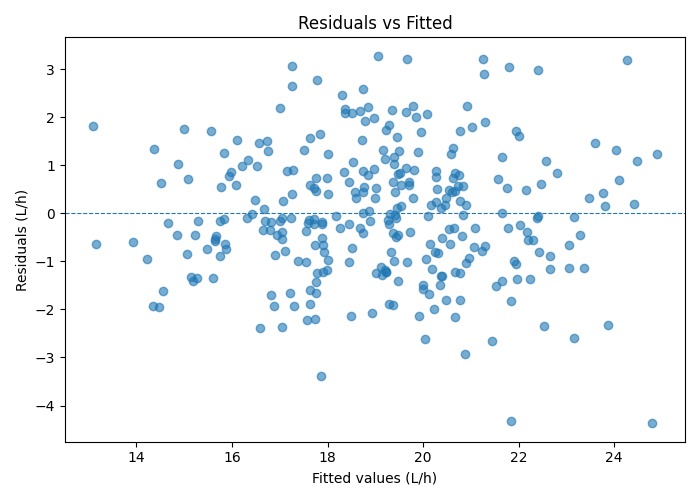 Residuals vs Fitted
Residuals (L/h)
3
2
1
0
−1
−2
−3
−4
14 16 18 20 22 24
Fitted values (L/h)